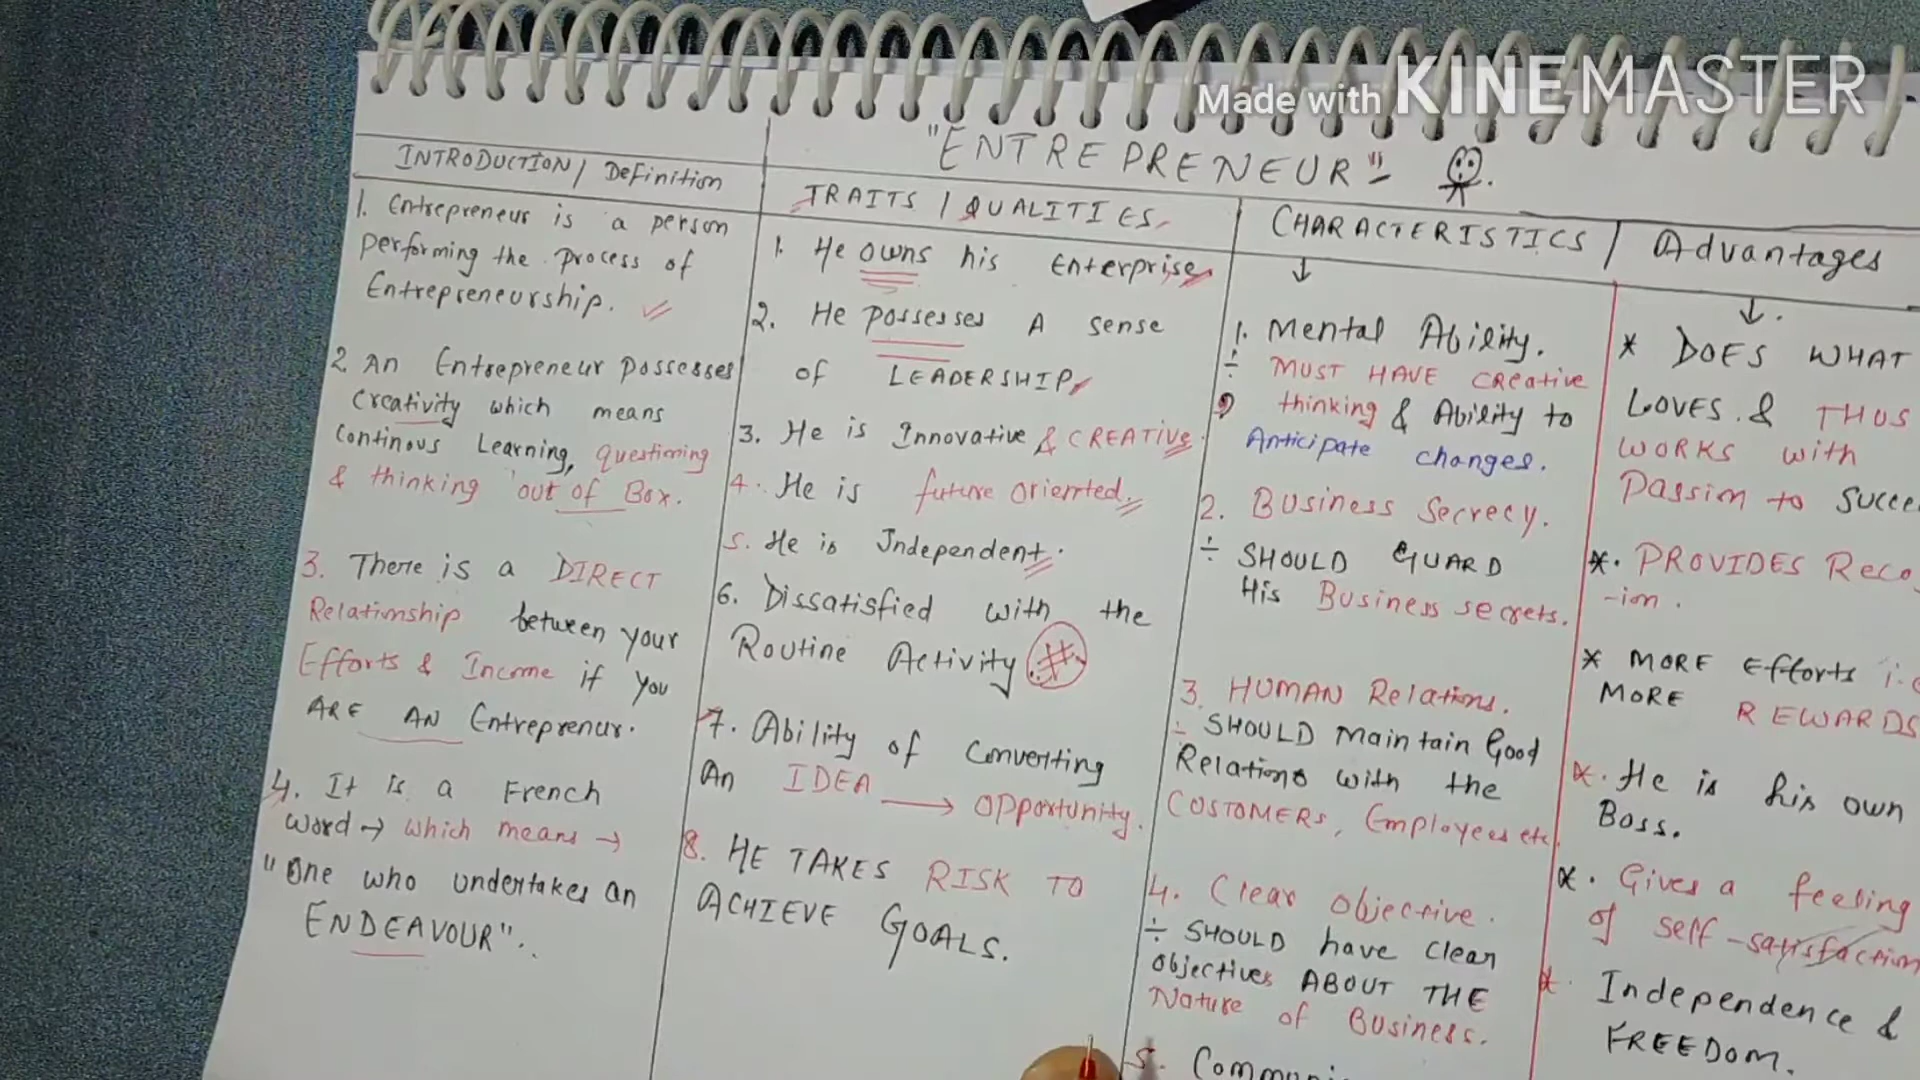 Made with KINEMASTER
"ENTREPRENEUR"
INTRODUCTION/ Definition
1. Entrepreneur is a person
performing the process of
Entrepreneurship.
2. An Entrepreneur possesses
Creativity which means
Continous Learning, questioning
& thinking 'out of Box.
3. There is a DIRECT
Relationship between your
Efforts & Income if you
ARE AN Entrepreneur.
4. It is a French
word → which means →
"One who undertakes an
ENDEAVOUR".
TRAITS / QUALITIES
1. He owns his Enterprise
2. He possesses A sense
of LEADERSHIP
3. He is Innovative & CREATIVE.
4. He is future oriented.
5. He is Independent.
6. Dissatisfied with the
Routine Activity. #
7. Ability of Converting
An IDEA → opportunity.
8. HE TAKES RISK TO
ACHIEVE GOALS.
CHARACTERISTICS /
1. Mental Ability.
÷ MUST HAVE Creative
thinking & Ability to
Anticipate changes.
2. Business Secrecy.
÷ SHOULD GUARD
His Business secrets.
3. HUMAN Relations.
÷ SHOULD maintain Good
Relations with the
CUSTOMERS, Employees etc
4. Clear Objective.
÷ SHOULD have clear
objectives ABOUT THE
Nature of Business.
5.
Advantages
* DOES WHAT
LOVES. & THUS
WORKS with
Passion to
*. PROVIDES
-ion.
* MORE Efforts
MORE REWARDS
*. He is his own
Boss.
*. Gives a feeling
of self-satisfaction
* Independence &
FREEDOM.